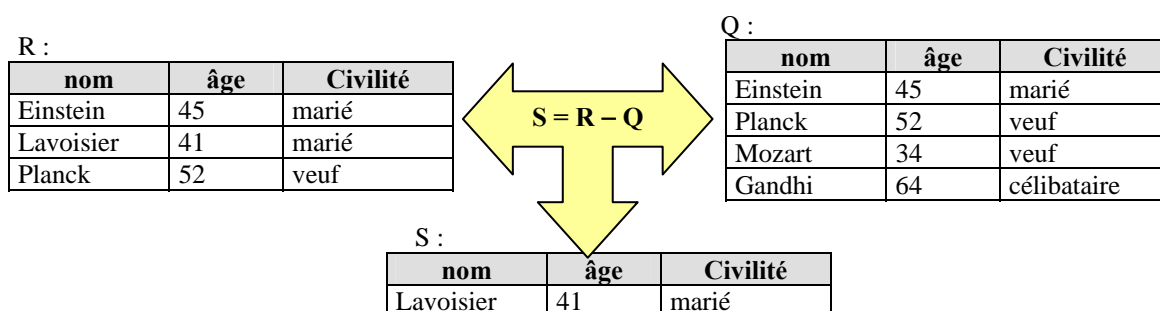 R :
nom âge Civilité
Einstein 45 marié
Lavoisier 41 marié
Planck 52 veuf
S = R – Q
Q :
nom âge Civilité
Einstein 45 marié
Planck 52 veuf
Mozart 34 veuf
Gandhi 64 célibataire
S :
nom âge Civilité
Lavoisier 41 marié